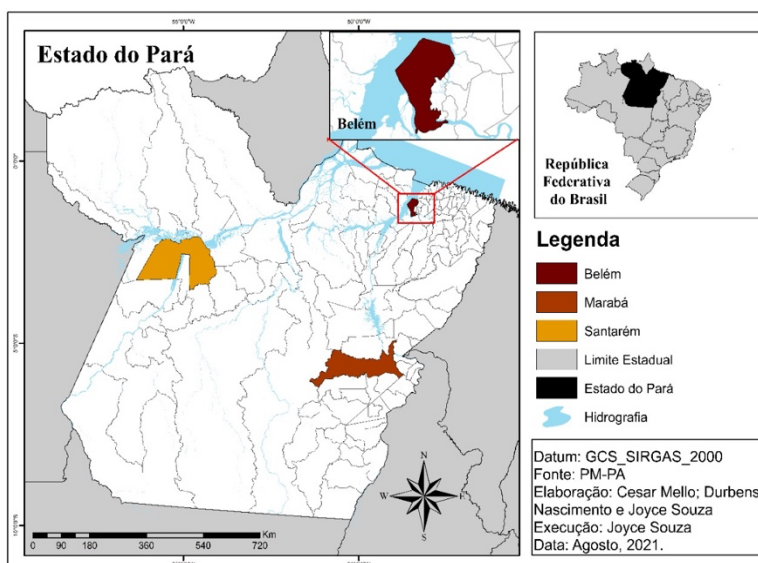 Estado do Pará
Belém
República
Federativa
do Brasil
Legenda
Belém
Marabá
Santarém
Limite Estadual
Estado do Pará
Hidrografia
Datum: GCS_SIRGAS_2000
Fonte: PM-PA
Elaboração: Cesar Mello; Durbens
Nascimento e Joyce Souza
Execução: Joyce Souza
Data: Agosto, 2021.
N
W
E
S
Km
0 90 180 360 540 720